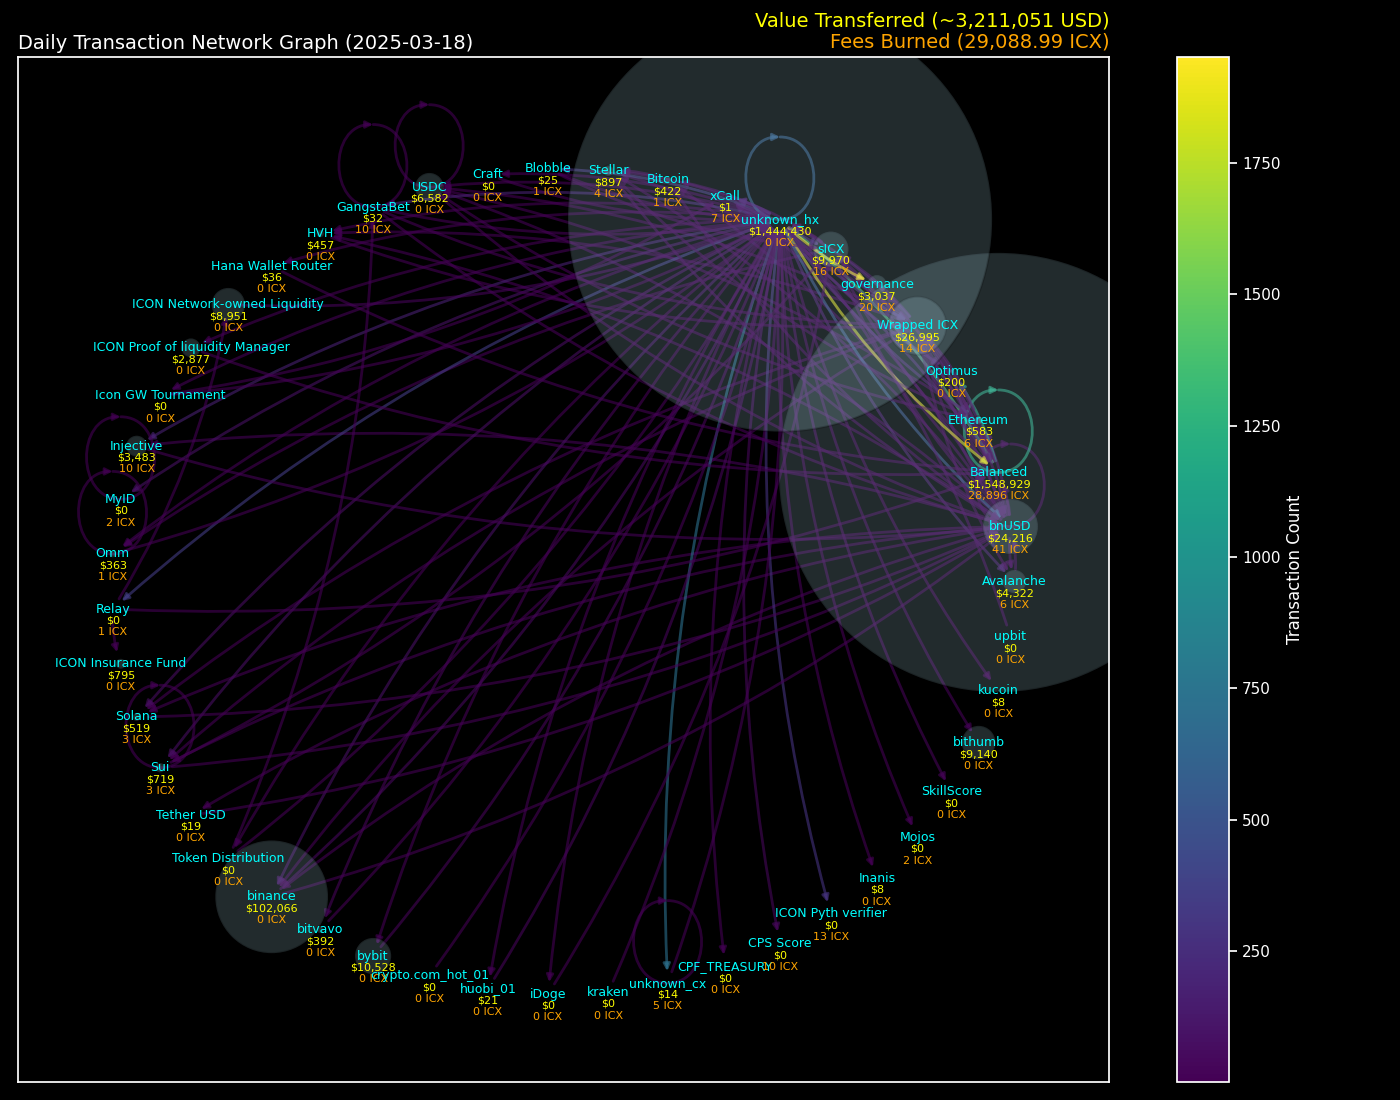 Value Transferred (~3,211,051 USD)
Daily Transaction Network Graph (2025-03-18)
Fees Burned (29,088.99 ICX)
Blobble
$25
1 ICX
Stellar
$897
4 ICX
Craft
$0
0 ICX
Bitcoin
$422
1 ICX
USDC
$6,582
0 ICX
xCall
$1
7 ICX
GangstaBet
$32
10 ICX
unknown_hx
$1,444,430
0 ICX
HVH
$457
0 ICX
sICX
$9,970
16 ICX
Hana Wallet Router
$36
0 ICX
governance
$3,037
20 ICX
ICON Network-owned Liquidity
$8,951
0 ICX
Wrapped ICX
$26,995
14 ICX
ICON Proof of liquidity Manager
$2,877
0 ICX
Optimus
$200
0 ICX
Icon GW Tournament
$0
0 ICX
Ethereum
$583
6 ICX
Injective
$3,483
10 ICX
Balanced
$1,548,929
28,896 ICX
MyID
$0
2 ICX
bnUSD
$24,216
41 ICX
Omm
$363
1 ICX
Avalanche
$4,322
6 ICX
Relay
$0
1 ICX
upbit
$0
0 ICX
ICON Insurance Fund
$795
0 ICX
kucoin
$8
0 ICX
Solana
$519
3 ICX
bithumb
$9,140
0 ICX
Sui
$719
3 ICX
SkillScore
$0
0 ICX
Tether USD
$19
0 ICX
Mojos
$0
2 ICX
Token Distribution
$0
0 ICX
Inanis
$8
0 ICX
binance
$102,066
0 ICX
ICON Pyth verifier
$0
13 ICX
bitvavo
$392
0 ICX
CPS Score
$0
bybit
$10,528
0 ICX
CPF_TREASURY
$0
0 ICX
crypto.com_hot_01
$0
0 ICX
unknown_cx
$14
5 ICX
huobi_01
$21
0 ICX
iDoge
$0
0 ICX
kraken
$0
0 ICX
1750
1500
1250
1000
750
500
250
Transaction Count